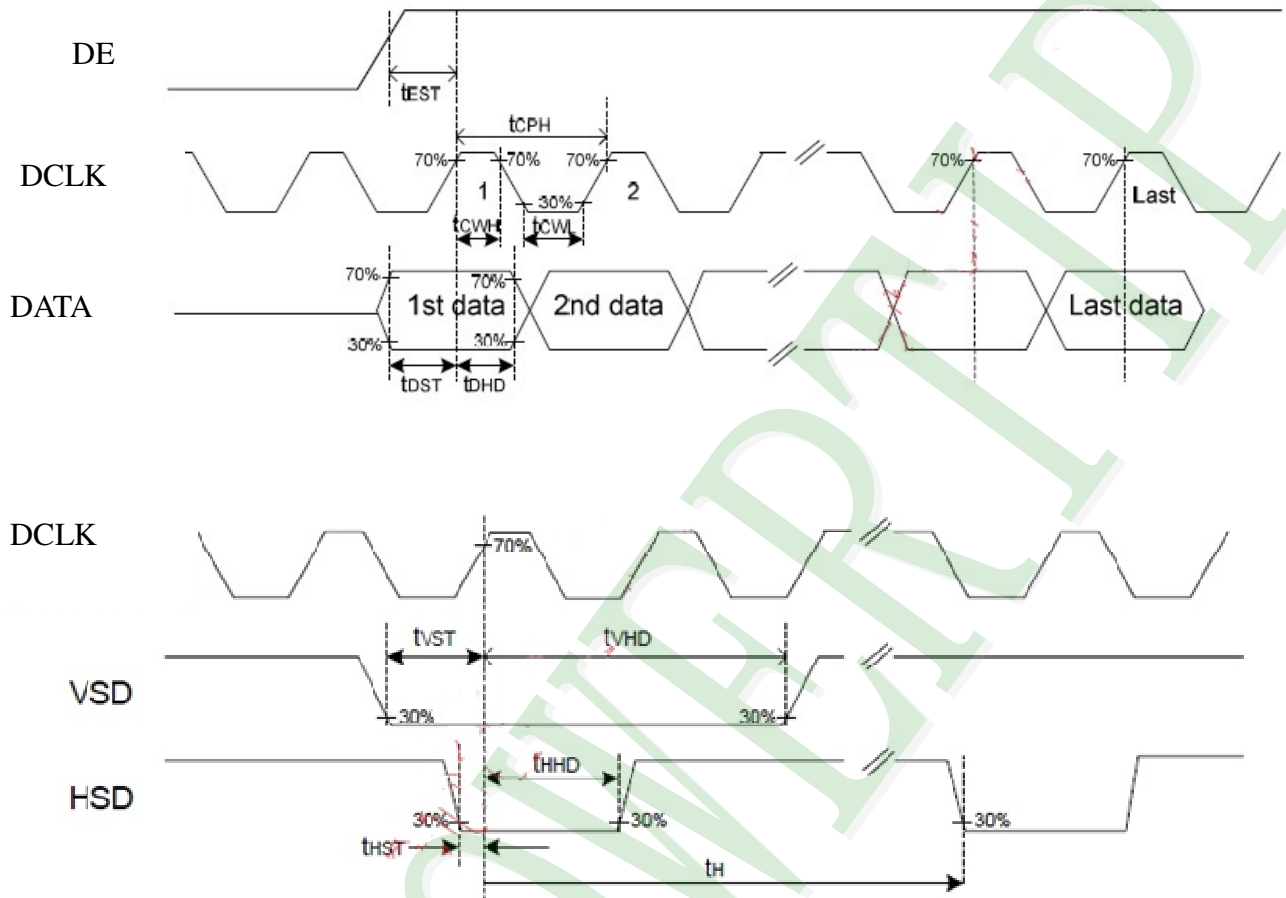 DE
tEST
tCPH
DCLK
70% 70% 70% 70% 70%
1 2 Last
30%
tCWH tCWL
DATA
70% 70%
1st data 2nd data Last data
30% 30%
tDST tDHD
DCLK
70%
tVST tVHD
VSD
30% 30%
tHHD
HSD
30% 30% 30%
tHST
tH